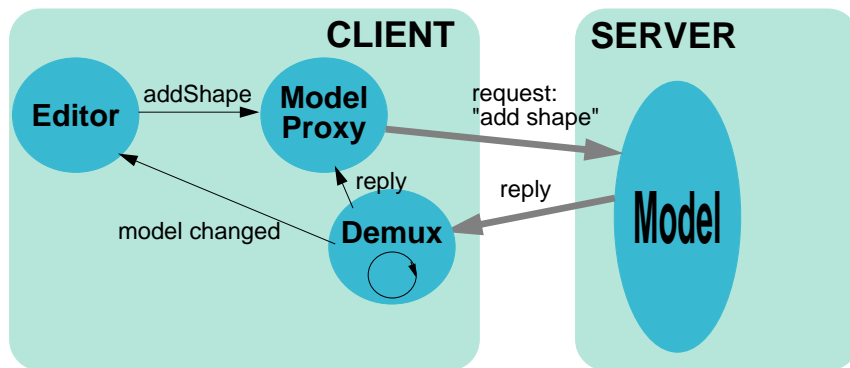 CLIENT
SERVER
Editor
addShape
Model
Proxy
request:
"add shape"
reply
reply
model changed
Demux
Model